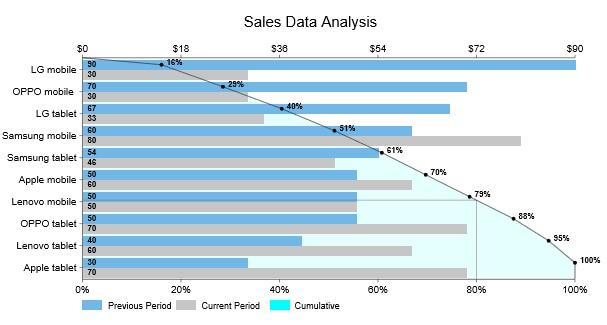 Sales Data Analysis
$0 $18 $36 $54 $72 $90
LG mobile 90 16%
30
OPPO mobile 70 29%
30
LG tablet 67 40%
33
Samsung mobile 60 51%
80
Samsung tablet 54 61%
46
Apple mobile 50 70%
60
Lenovo mobile 50 79%
50
OPPO tablet 50 88%
70
Lenovo tablet 40 95%
60
Apple tablet 30 100%
70
0% 20% 40% 60% 80% 100%
Previous Period Current Period Cumulative